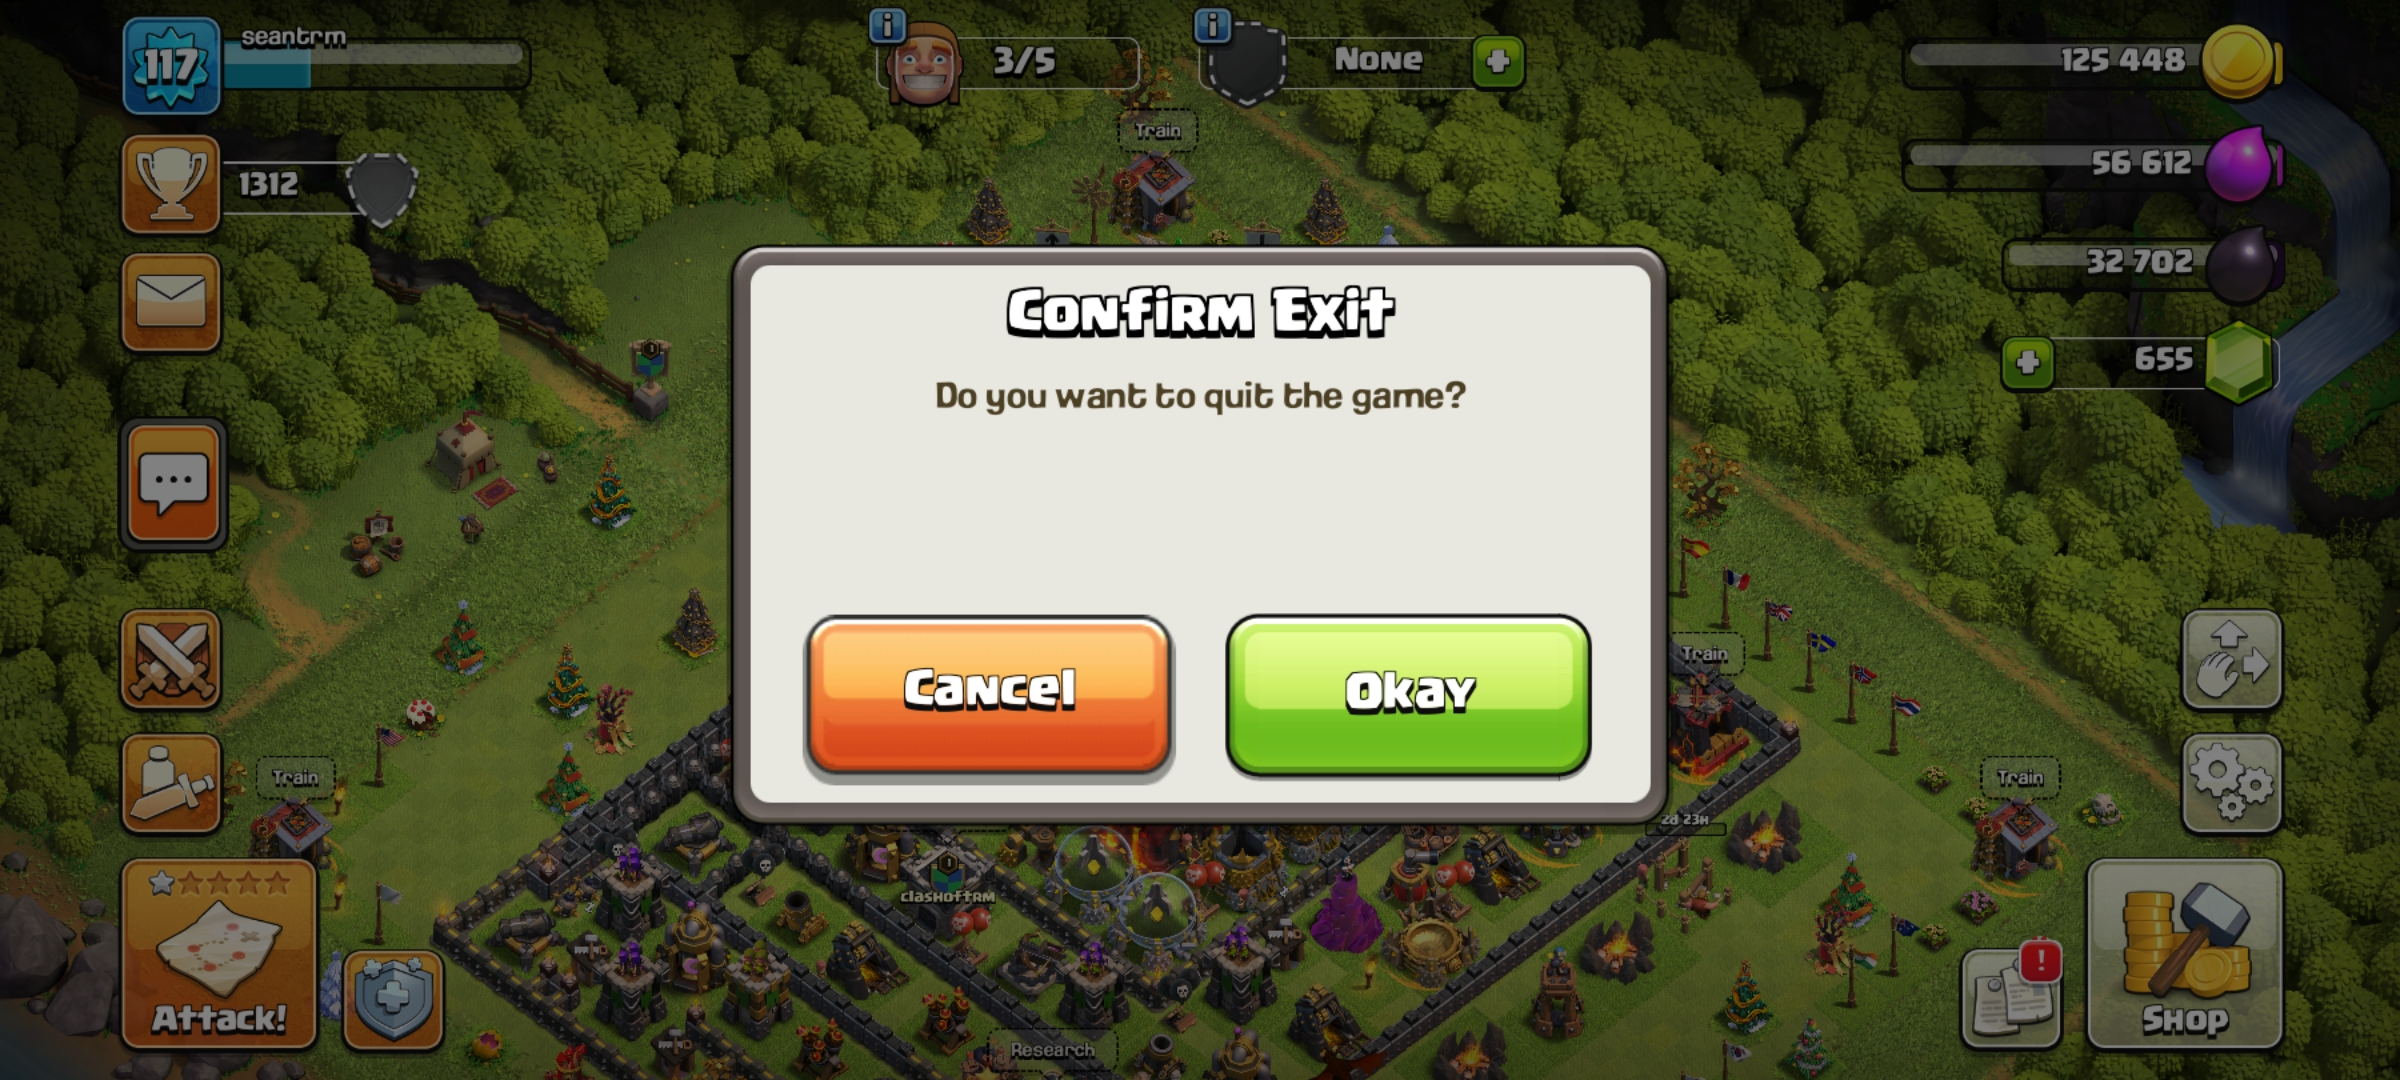 117
seantrm
3/5
None
125 448
1312
56 612
32 702
655
Train
Confirm Exit
Do you want to quit the game?
Cancel
Okay
Train
Train
Train
2d 23H
clashoftrm
Attack!
Research
!
Shop